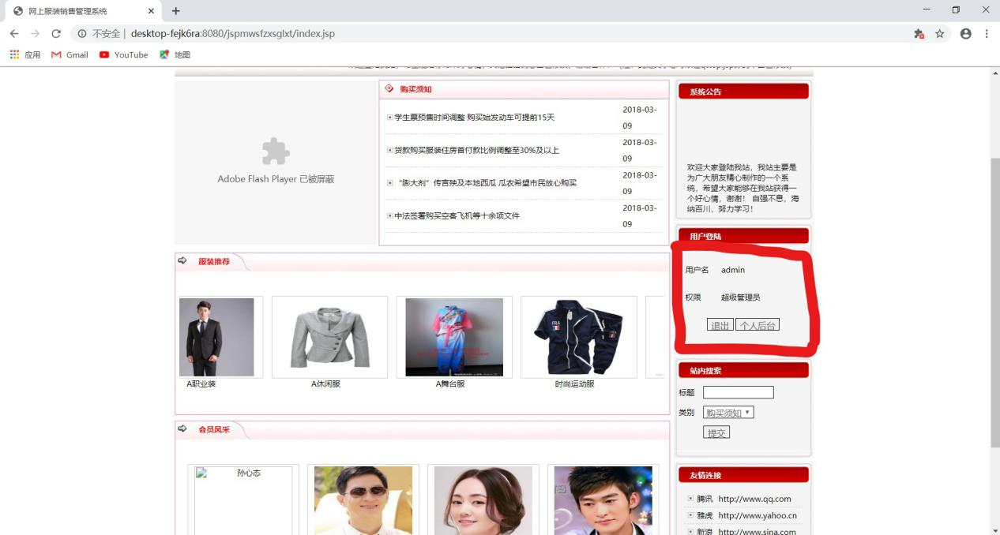 网上服装销售管理系统
不安全 | desktop-fejk6ra:8080/jspmwsfzxsglxt/index.jsp
应用 Gmail YouTube 地图
Adobe Flash Player 已被屏蔽
购买须知
学生票预售时间调整 购买始发动车可提前15天 2018-03-
09
贷款购买服装住房首付款比例调整至30%及以上 2018-03-
09
“膨大剂”传言殃及本地西瓜 瓜农希望市民放心购买 2018-03-
09
中法签署购买空客飞机等十余项文件 2018-03-
09
系统公告
欢迎大家登陆我站，我站主要是
为广大朋友精心制作的一个系
统，希望大家能够在我站获得一
个好心情，谢谢！ 自强不息，海
纳百川，努力学习！
用户登陆
用户名 admin
权限 超级管理员
退出 个人后台
服装推荐
FRA
A职业装 A休闲服 A舞台服 时尚运动服
站内搜索
标题
类别 购买须知
提交
会员风采
孙心态
友情连接
腾讯 http://www.qq.com
雅虎 http://www.yahoo.cn
新浪 http://www.sina.com